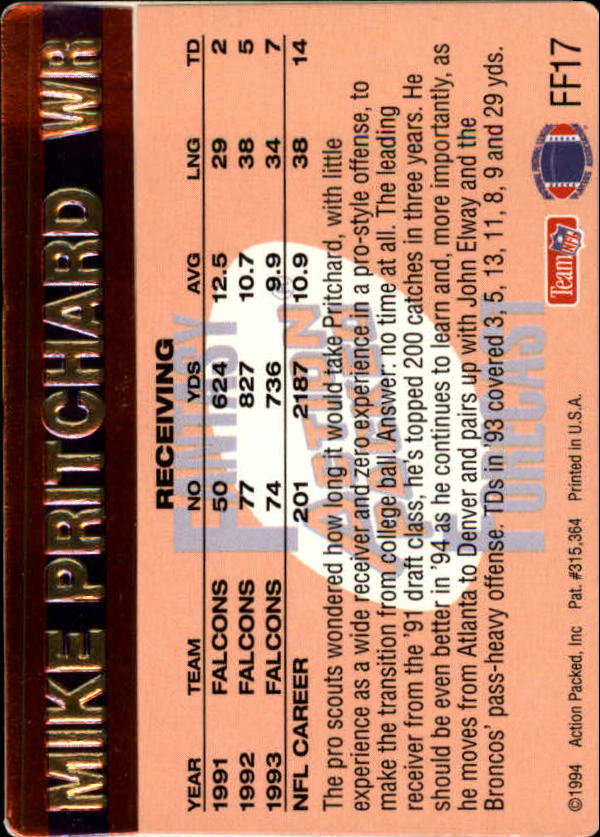 MIKE PRITCHARD WR
RECEIVING
YEAR TEAM NO YDS AVG LNG TD
1991 FALCONS 50 624 12.5 29 2
1992 FALCONS 77 827 10.7 38 5
1993 FALCONS 74 736 9.9 34 7
NFL CAREER 201 2187 10.9 38 14
FANTASY
ACTION
PACKED
FORECAST
The pro scouts wondered how long it would take Pritchard, with little
experience as a wide receiver and zero experience in a pro-style offense, to
make the transition from college ball. Answer: no time at all. The leading
receiver from the '91 draft class, he's topped 200 catches in three years. He
should be even better in '94 as he continues to learn and, more importantly, as
he moves from Atlanta to Denver and pairs up with John Elway and the
Broncos' pass-heavy offense. TDs in '93 covered 3, 5, 13, 11, 8, 9 and 29 yds.
©1994 Action Packed, Inc Pat. #315,364 Printed in U.S.A.
Team NFL
FF17